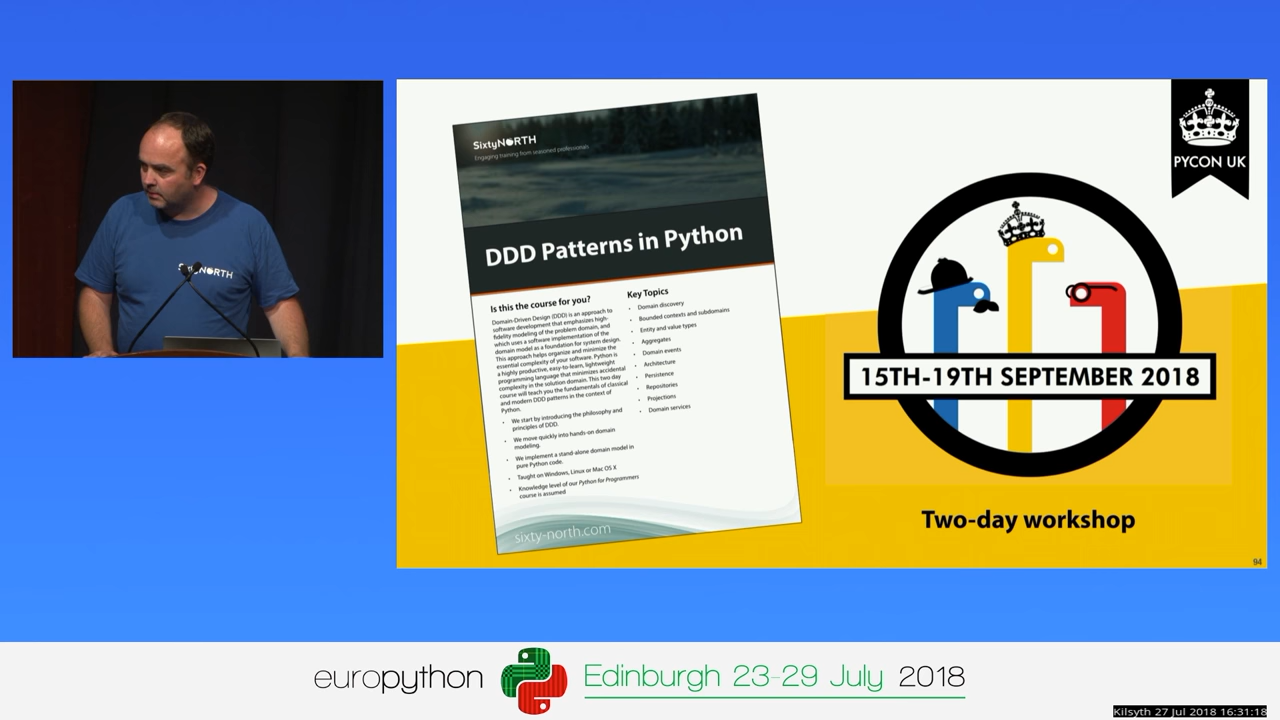 SixtyNORTH
SixtyNORTH
Engaging training from seasoned professionals
DDD Patterns in Python
Is this the course for you?
Domain-Driven Design (DDD) is an approach to
software development that emphasizes high-
fidelity modeling of the problem domain, and
which uses a software implementation of the
domain model as a foundation for system design.
This approach helps organize and minimize the
essential complexity of your software. Python is
a highly productive, easy-to-learn, lightweight
programming language that minimizes accidental
complexity in the solution domain. This two day
course will teach you the fundamentals of classical
and modern DDD patterns in the context of
Python.
• We start by introducing the philosophy and
principles of DDD.
• We move quickly into hands-on domain
modeling.
• We implement a stand-alone domain model in
pure Python code.
• Taught on Windows, Linux or Mac OS X
• Knowledge level of our Python for Programmers
course is assumed
Key Topics
• Domain discovery
• Bounded contexts and subdomains
• Entity and value types
• Aggregates
• Domain events
• Architecture
• Persistence
• Repositories
• Projections
• Domain services
sixty-north.com
PYCON UK
15TH-19TH SEPTEMBER 2018
Two-day workshop
94
europython Edinburgh 23-29 July 2018
Kilsyth 27 Jul 2018 16:31:18